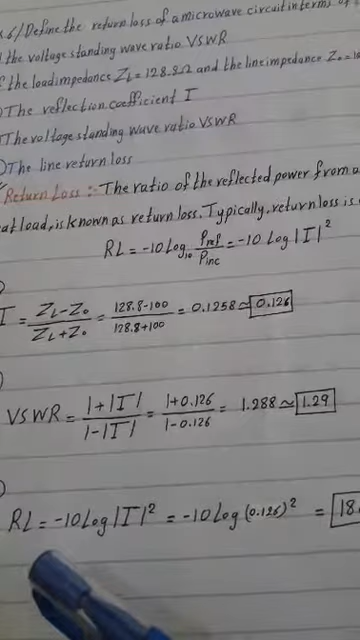 .6/Define the return loss of a microwave circuit in terms of
the voltage standing wave ratio VSWR
the load impedance ZL = 128.8Ω and the line impedance Z0 = 10
) The reflection coefficient Γ
The voltage standing wave ratio VSWR
) The line return loss
Return Loss :- The ratio of the reflected power from a
at load, is known as return loss. Typically, return loss is
RL = -10 Log10 Pref/Pinc = -10 Log|Γ|²
)
Γ = ZL-Z0/ZL+Z0 = 128.8-100/128.8+100 = 0.1258 ≃ 0.126
)
VSWR = 1+|Γ|/1-|Γ| = 1+0.126/1-0.126 = 1.288 ≃ 1.29
)
RL = -10 Log|Γ|² = -10 Log(0.126)² = 18.